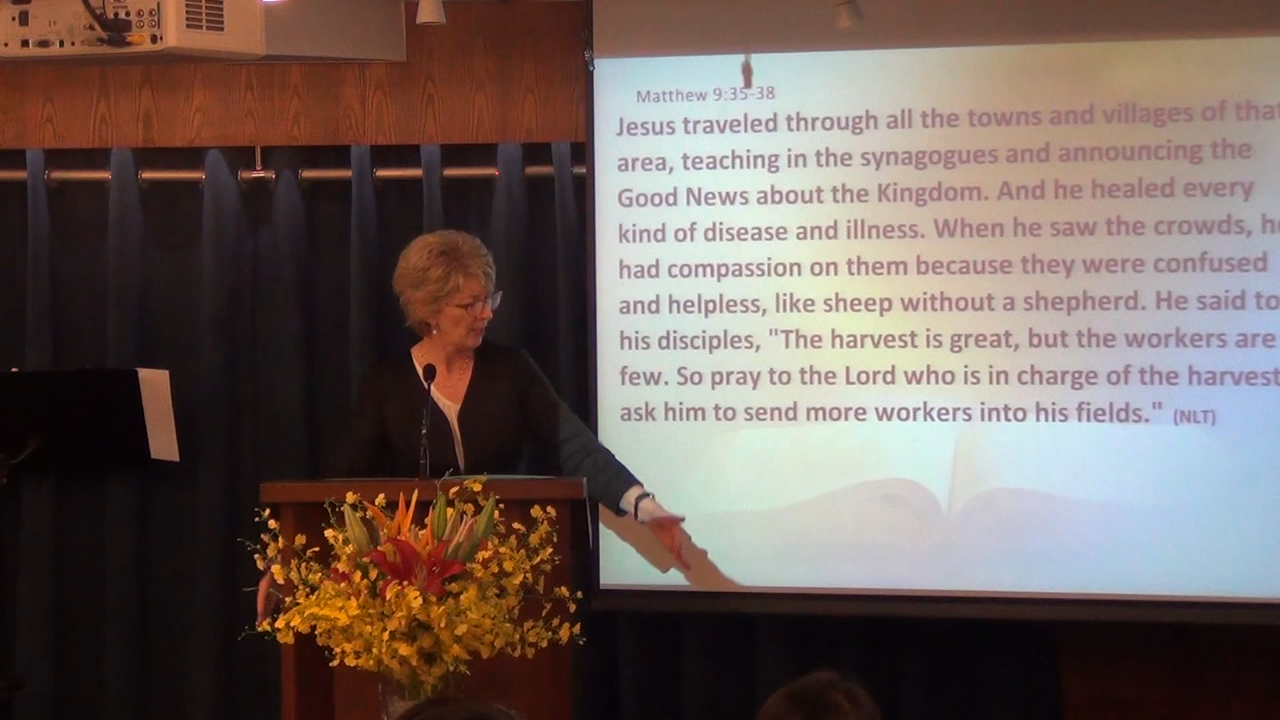 Matthew 9:35-38
Jesus traveled through all the towns and villages of that
area, teaching in the synagogues and announcing the
Good News about the Kingdom. And he healed every
kind of disease and illness. When he saw the crowds, he
had compassion on them because they were confused
and helpless, like sheep without a shepherd. He said to
his disciples, "The harvest is great, but the workers are
few. So pray to the Lord who is in charge of the harvest
ask him to send more workers into his fields." (NLT)